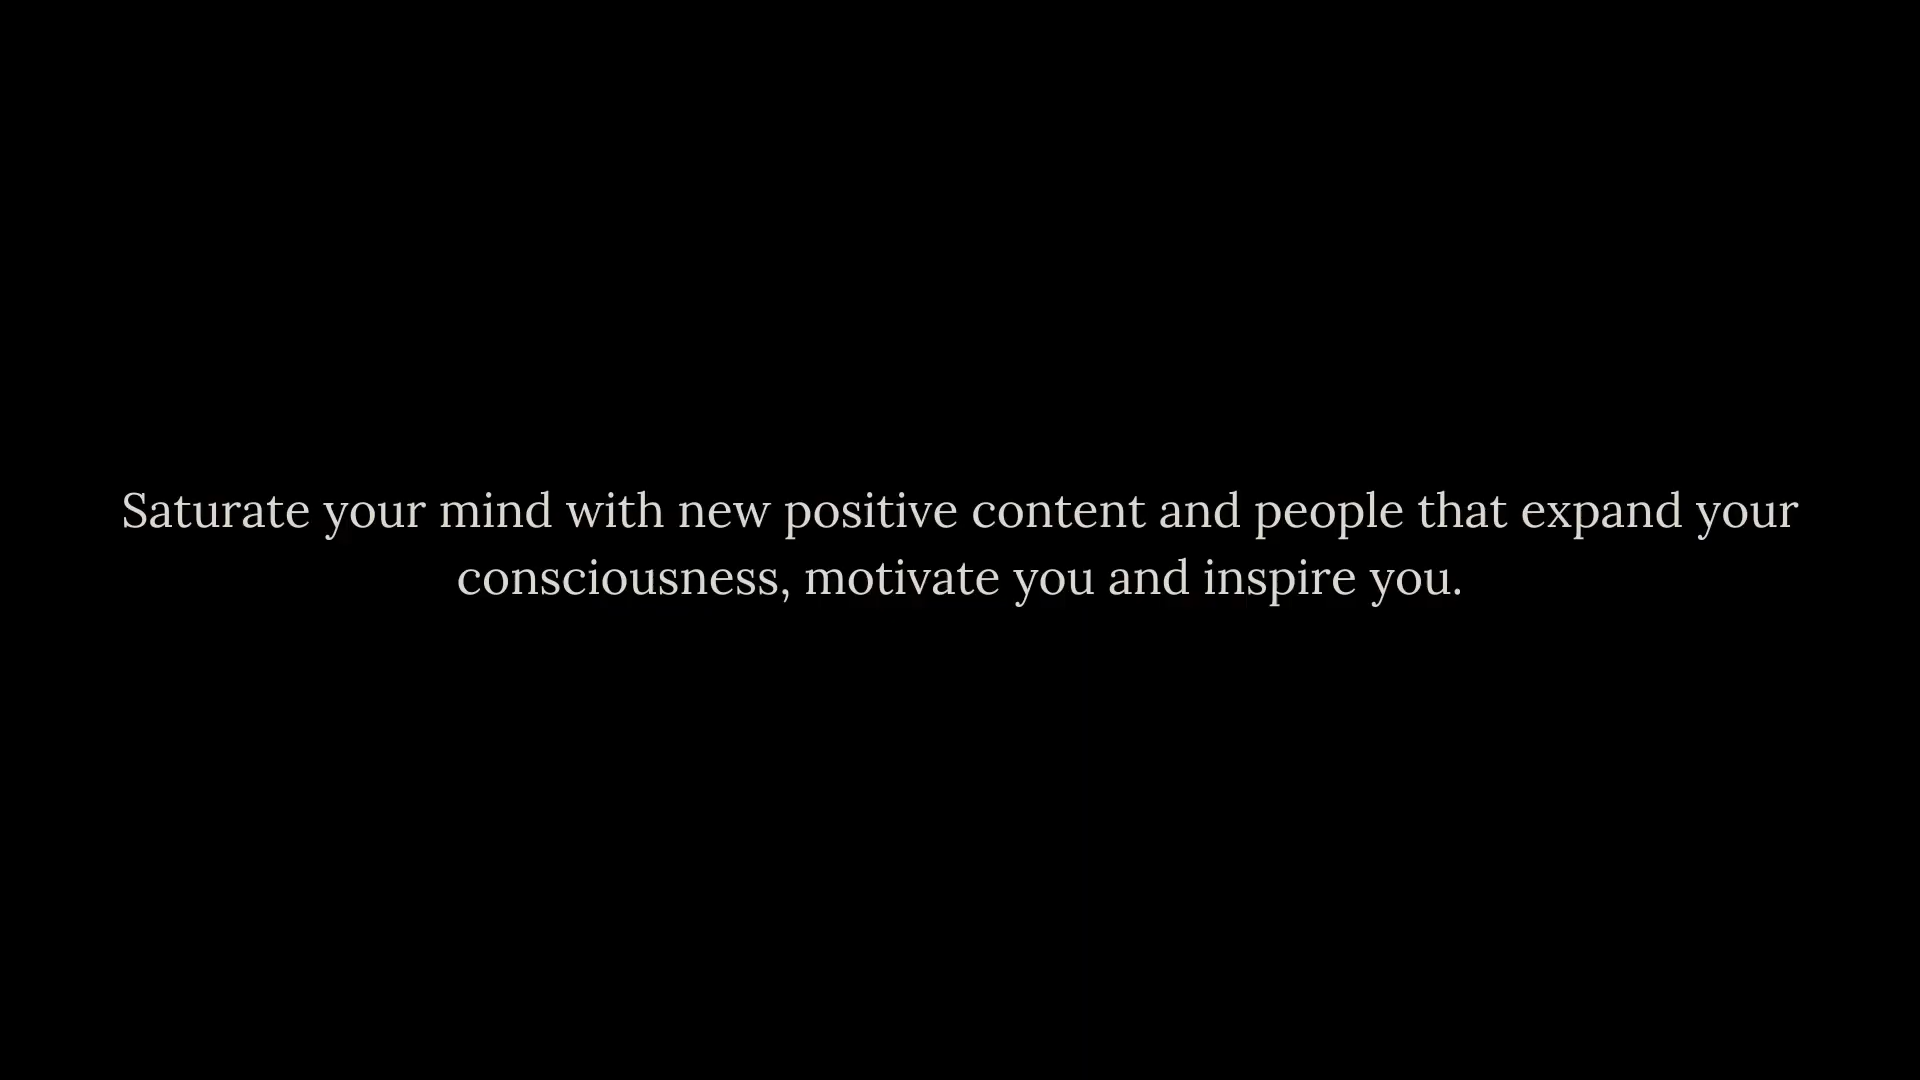 Saturate your mind with new positive content and people that expand your
consciousness, motivate you and inspire you.